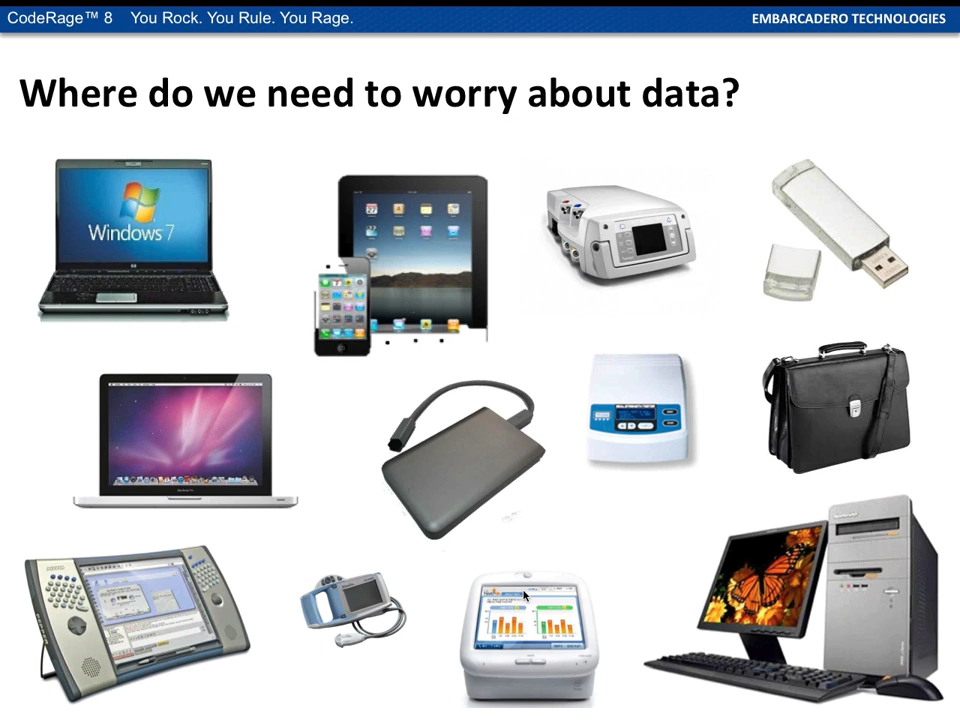 CodeRage™ 8 You Rock. You Rule. You Rage.
EMBARCADERO TECHNOLOGIES
Where do we need to worry about data?
Windows 7